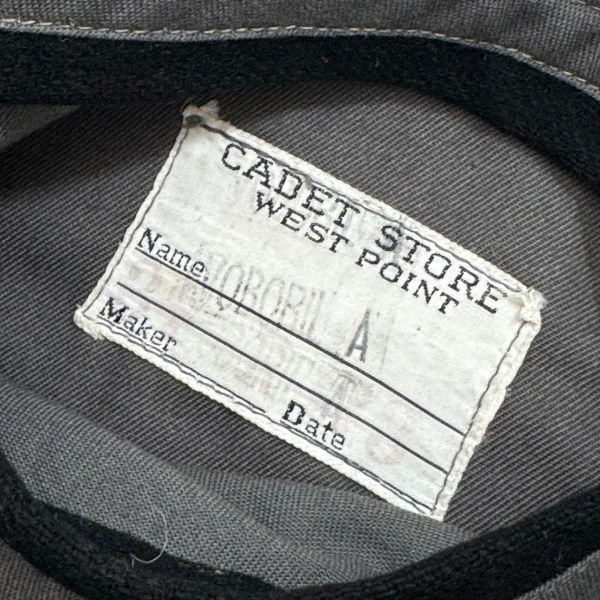 CADET STORE
WEST POINT
Name
A
Maker
Date